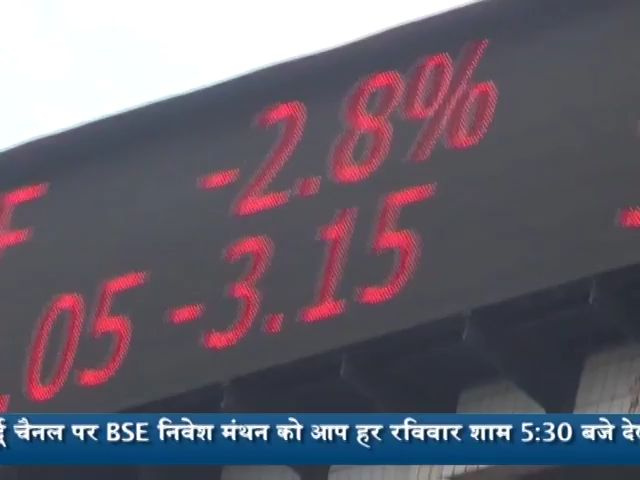 F -2.8%
.05 -3.15
चैनल पर BSE निवेश मंथन को आप हर रविवार शाम 5:30 बजे